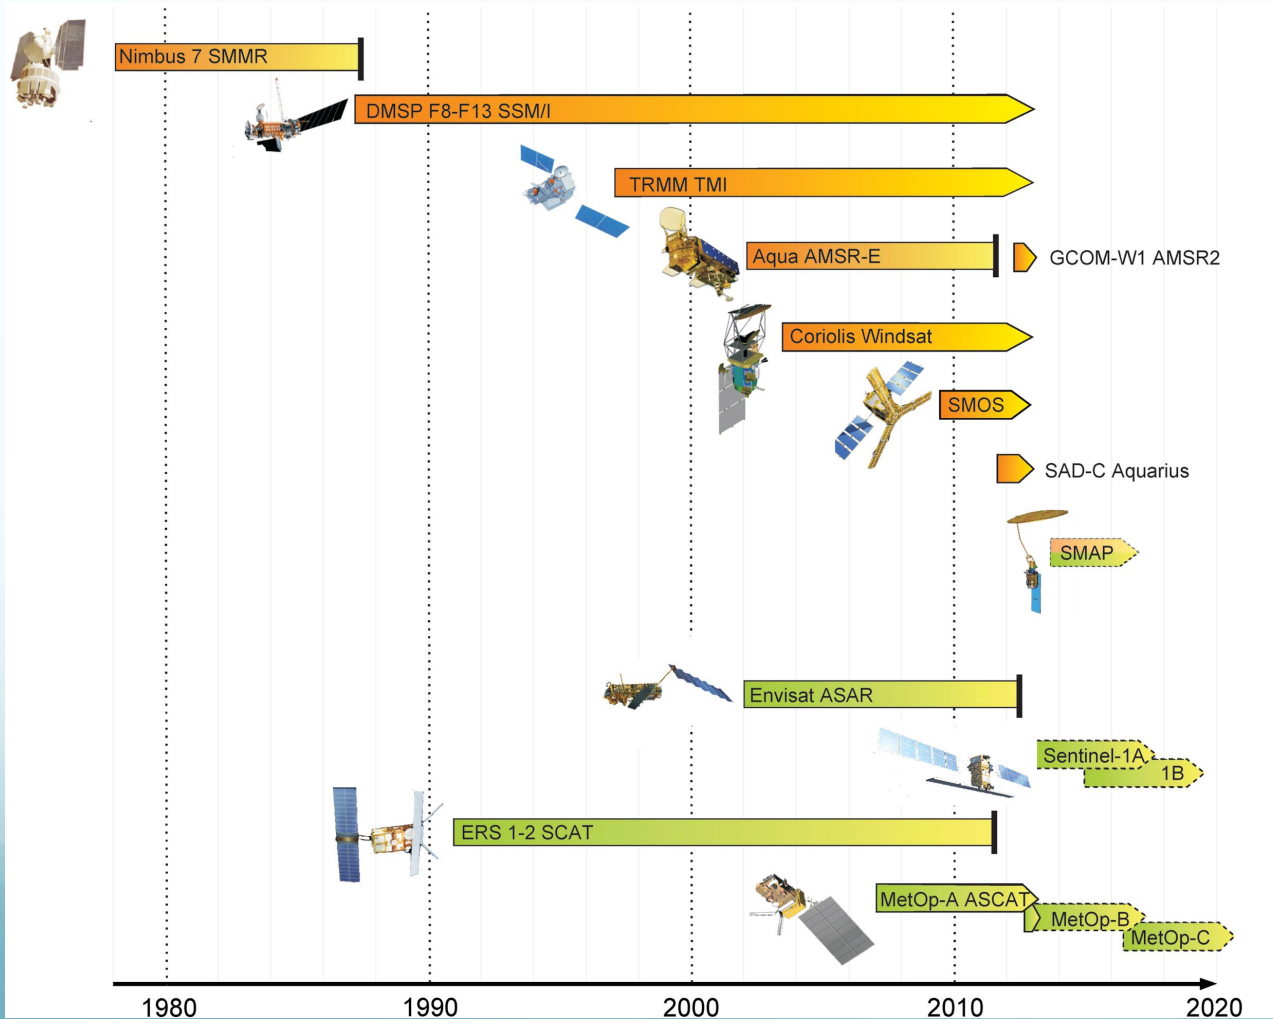 Nimbus 7 SMMR
DMSP F8-F13 SSM/I
TRMM TMI
Aqua AMSR-E
GCOM-W1 AMSR2
Coriolis Windsat
SMOS
SAD-C Aquarius
SMAP
Envisat ASAR
Sentinel-1A
1B
ERS 1-2 SCAT
MetOp-A ASCAT
MetOp-B
MetOp-C
1980 1990 2000 2010 2020